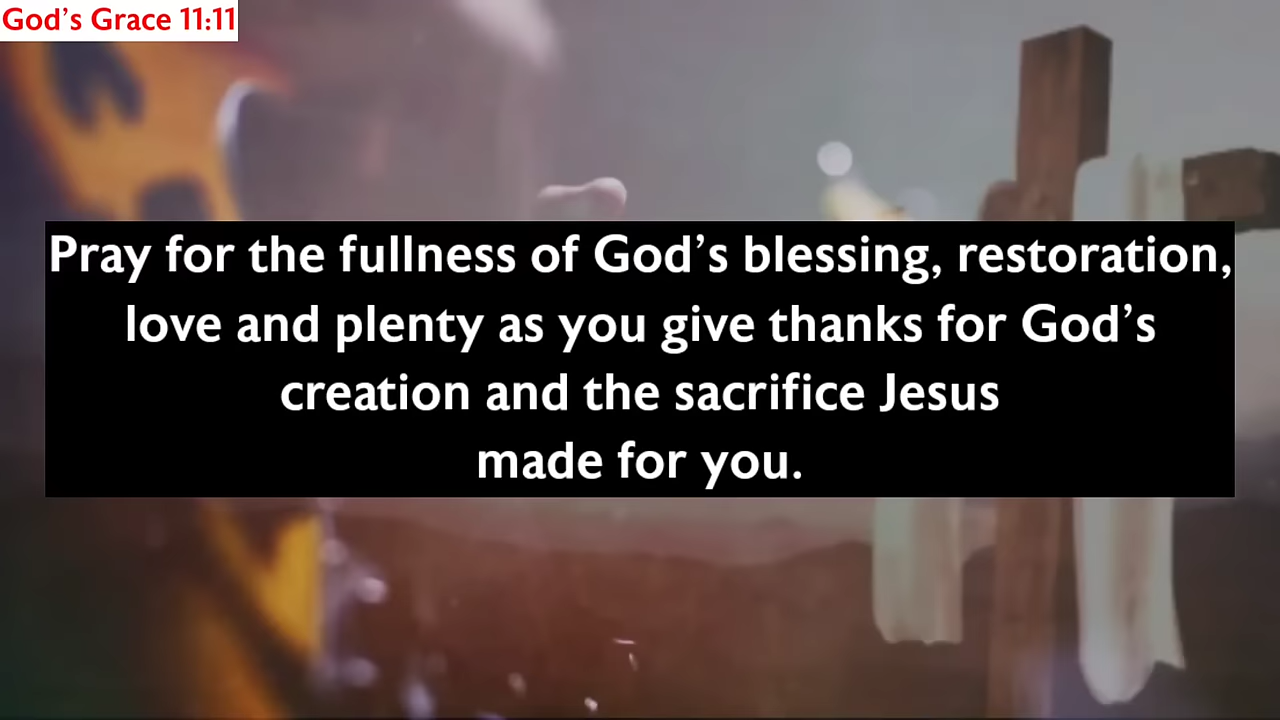 God’s Grace 11:11
Pray for the fullness of God’s blessing, restoration,
love and plenty as you give thanks for God’s
creation and the sacrifice Jesus
made for you.